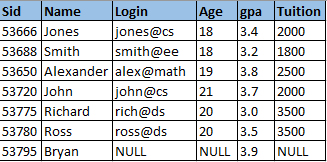 Sid Name Login Age gpa Tuition
53666 Jones jones@cs 18 3.4 2000
53688 Smith smith@ee 18 3.2 1800
53650 Alexander alex@math 19 3.8 2500
53720 John john@cs 21 3.7 2000
53775 Richard rich@ds 20 3.0 3500
53780 Ross ross@ds 20 3.5 3500
53795 Bryan NULL NULL 3.9 NULL